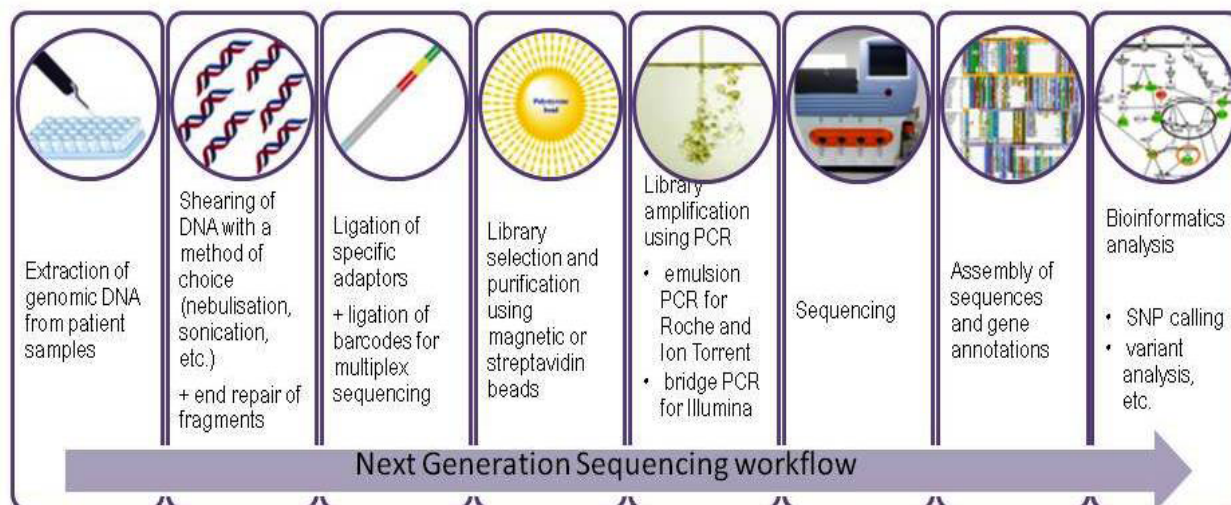 Extraction of
genomic DNA
from patient
samples
Shearing of
DNA with a
method of
choice
(nebulisation,
sonication,
etc.)
+ end repair of
fragments
Ligation of
specific
adaptors
+ ligation of
barcodes for
multiplex
sequencing
bead
Library
selection and
purification
using
magnetic or
streptavidin
beads
Library
amplification
using PCR
• emulsion
PCR for
Roche and
Ion Torrent
• bridge PCR
for Illumina
Sequencing
Assembly of
sequences
and gene
annotations
Bioinformatics
analysis
• SNP calling
• variant
analysis,
etc.
Next Generation Sequencing workflow